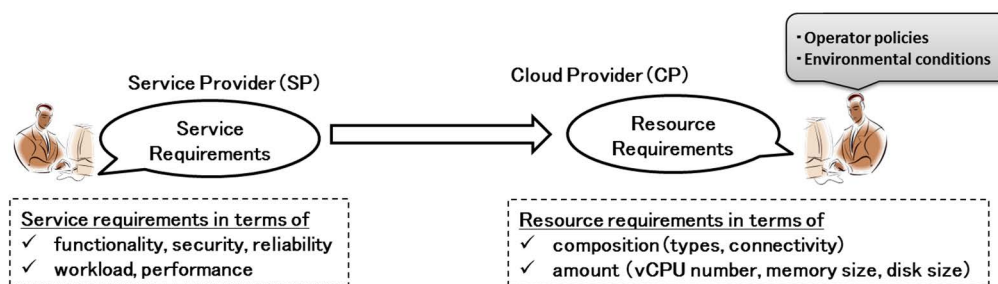 ・Operator policies
・Environmental conditions
Service Provider (SP)
Cloud Provider (CP)
Service
Requirements
Resource
Requirements
Service requirements in terms of
✓ functionality, security, reliability
✓ workload, performance
Resource requirements in terms of
✓ composition (types, connectivity)
✓ amount (vCPU number, memory size, disk size)